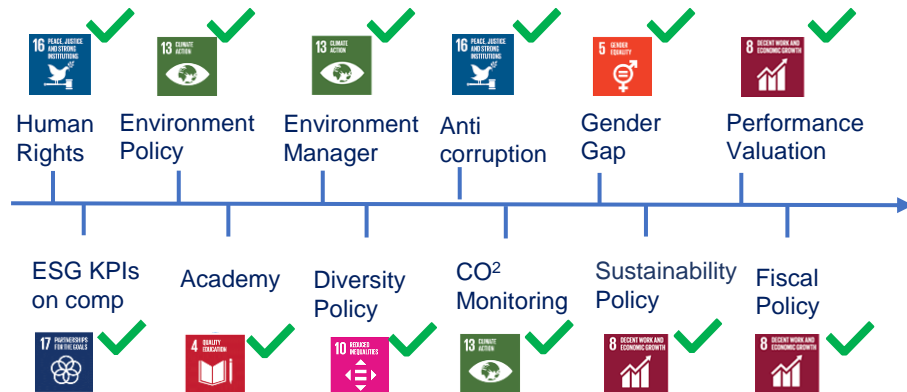 16 PEACE, JUSTICE
AND STRONG
INSTITUTIONS
13 CLIMATE
ACTION
13 CLIMATE
ACTION
16 PEACE, JUSTICE
AND STRONG
INSTITUTIONS
5 GENDER
EQUALITY
8 DECENT WORK AND
ECONOMIC GROWTH
Human
Rights
Environment
Policy
Environment
Manager
Anti
corruption
Gender
Gap
Performance
Valuation
ESG KPIs
on comp
Academy
Diversity
Policy
CO²
Monitoring
Sustainability
Policy
Fiscal
Policy
17 PARTNERSHIPS
FOR THE GOALS
4 QUALITY
EDUCATION
10 REDUCED
INEQUALITIES
13 CLIMATE
ACTION
8 DECENT WORK AND
ECONOMIC GROWTH
8 DECENT WORK AND
ECONOMIC GROWTH